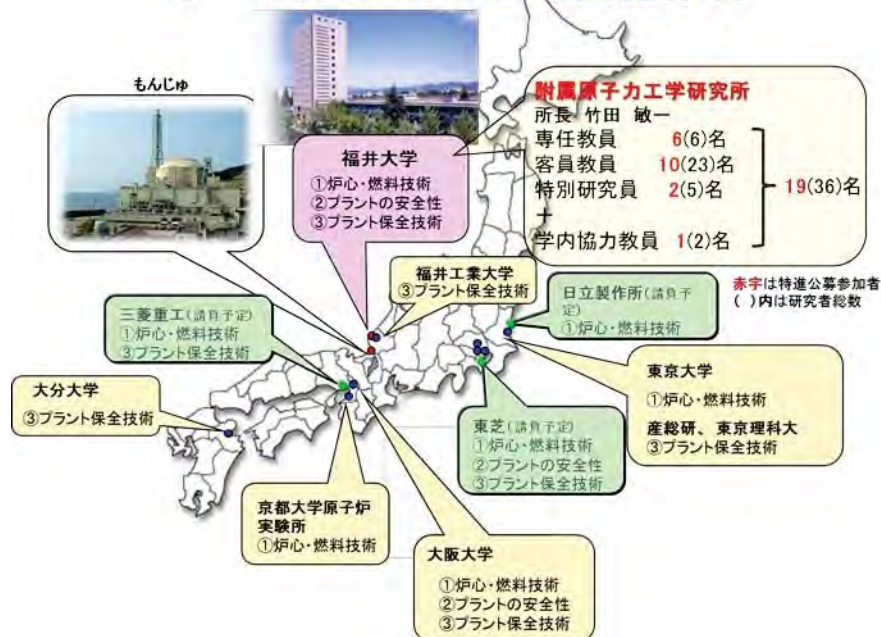 もんじゅ
附属原子力工学研究所
所長 竹田 敏一
専任教員 6(6)名
客員教員 10(23)名
特別研究員 2(5)名
+
学内協力教員 1(2)名
19(36)名
福井大学
①炉心・燃料技術
②プラントの安全性
③プラント保全技術
福井工業大学
③プラント保全技術
日立製作所(請負予
定)
①炉心・燃料技術
赤字は特進公募参加者
( )内は研究者総数
三菱重工(請負予定)
①炉心・燃料技術
③プラント保全技術
大分大学
③プラント保全技術
東芝(請負予定)
①炉心・燃料技術
②プラントの安全性
③プラント保全技術
東京大学
①炉心・燃料技術
産総研、東京理科大
③プラント保全技術
京都大学原子炉
実験所
①炉心・燃料技術
大阪大学
①炉心・燃料技術
②プラントの安全性
③プラント保全技術